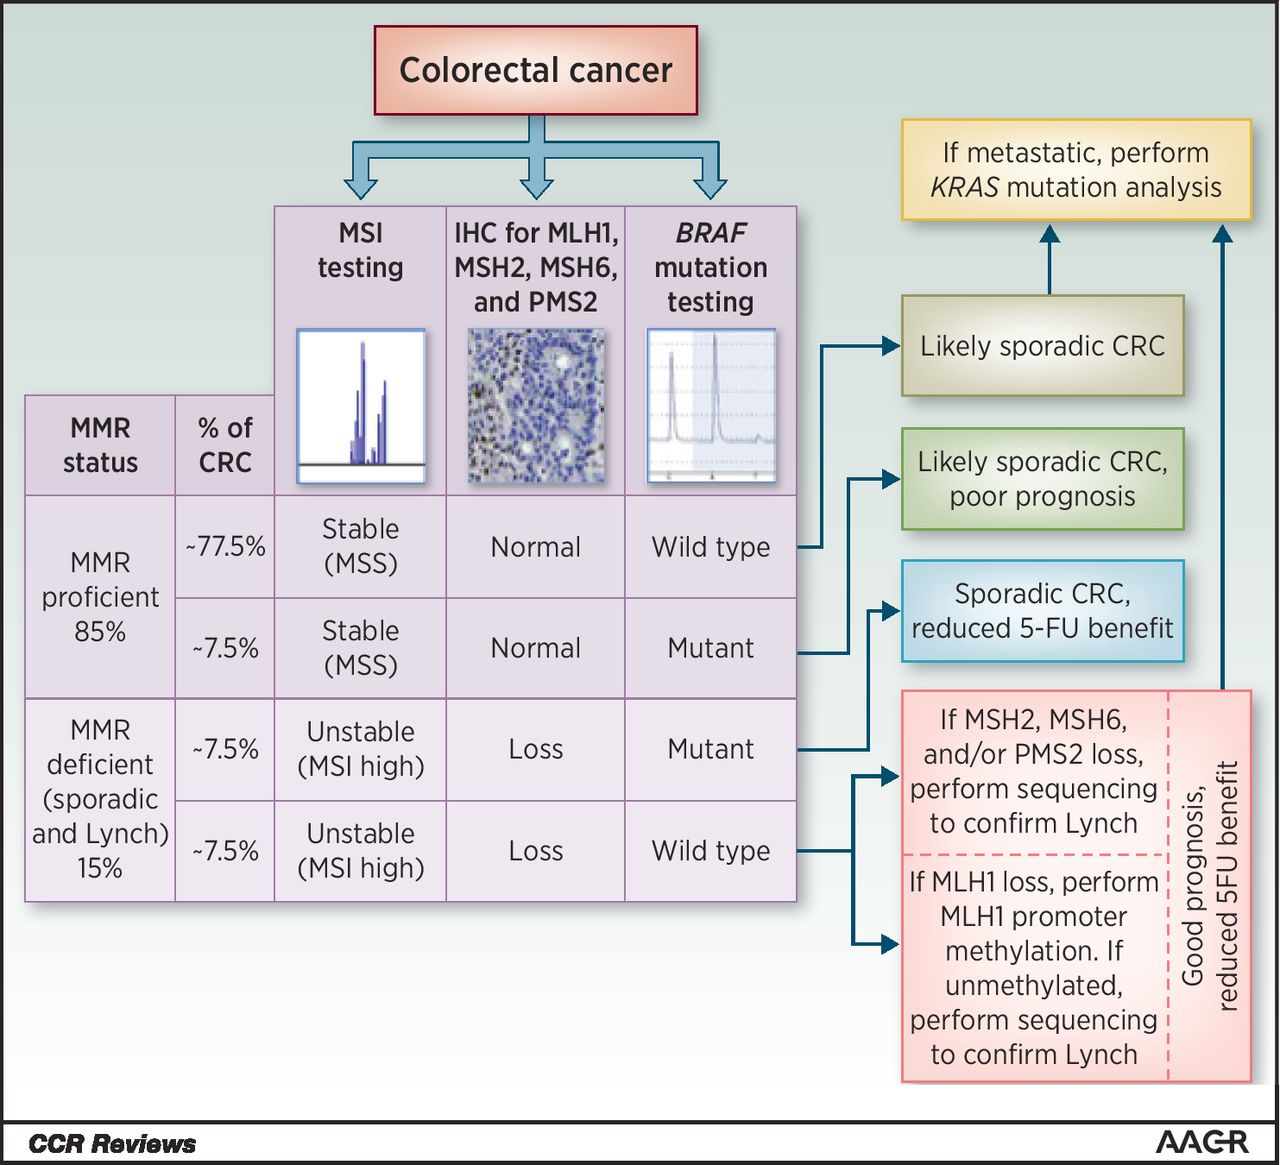 Colorectal cancer
If metastatic, perform
KRAS mutation analysis
MSI
testing
IHC for MLH1,
MSH2, MSH6,
and PMS2
BRAF
mutation
testing
Likely sporadic CRC
MMR
status
% of
CRC
Likely sporadic CRC,
poor prognosis
MMR
proficient
85%
~77.5%
Stable
(MSS)
Normal
Wild type
~7.5%
Stable
(MSS)
Normal
Mutant
Sporadic CRC,
reduced 5-FU benefit
MMR
deficient
(sporadic
and Lynch)
15%
~7.5%
Unstable
(MSI high)
Loss
Mutant
~7.5%
Unstable
(MSI high)
Loss
Wild type
If MSH2, MSH6,
and/or PMS2 loss,
perform sequencing
to confirm Lynch
If MLH1 loss, perform
MLH1 promoter
methylation. If
unmethylated,
perform sequencing
to confirm Lynch
Good prognosis,
reduced 5FU benefit
CCR Reviews
AACR